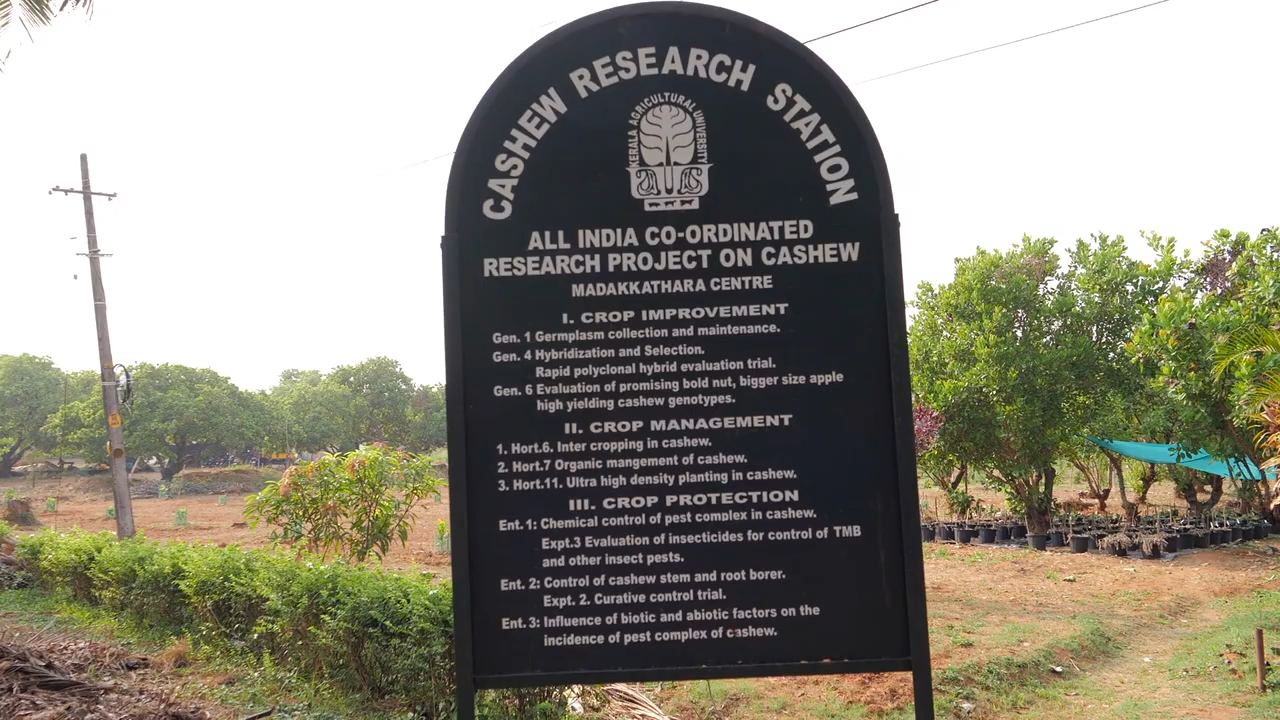 CASHEW RESEARCH STATION
KERALA AGRICULTURAL UNIVERSITY
ALL INDIA CO-ORDINATED
RESEARCH PROJECT ON CASHEW
MADAKKATHARA CENTRE
I. CROP IMPROVEMENT
Gen. 1 Germplasm collection and maintenance.
Gen. 4 Hybridization and Selection.
Rapid polyclonal hybrid evaluation trial.
Gen. 6 Evaluation of promising bold nut, bigger size apple
high yielding cashew genotypes.
II. CROP MANAGEMENT
1. Hort.6. Inter cropping in cashew.
2. Hort.7 Organic mangement of cashew.
3. Hort.11. Ultra high density planting in cashew.
III. CROP PROTECTION
Ent. 1: Chemical control of pest complex in cashew.
Expt.3 Evaluation of insecticides for control of TMB
and other insect pests.
Ent. 2: Control of cashew stem and root borer.
Expt. 2. Curative control trial.
Ent. 3: Influence of biotic and abiotic factors on the
incidence of pest complex of cashew.